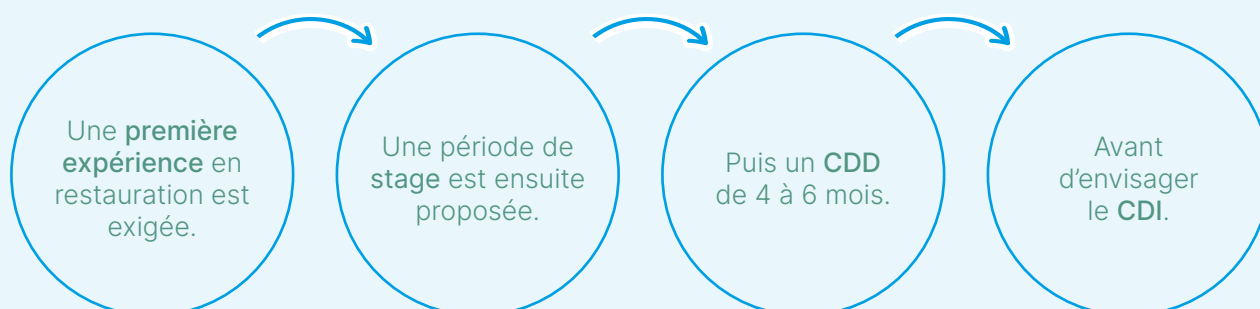 Une première
expérience en
restauration est
exigée.
Une période de
stage est ensuite
proposée.
Puis un CDD
de 4 à 6 mois.
Avant
d’envisager
le CDI.